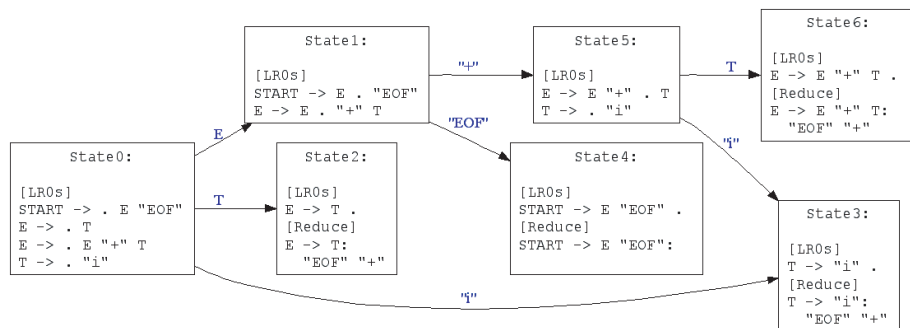 State0:
[LR0s]
START -> . E "EOF"
E -> . T
E -> . E "+" T
T -> . "i"
E
T
"i"
State1:
[LR0s]
START -> E . "EOF"
E -> E . "+" T
"+"
"EOF"
State2:
[LR0s]
E -> T .
[Reduce]
E -> T:
"EOF" "+"
State5:
[LR0s]
E -> E "+" . T
T -> . "i"
T
"i"
State4:
[LR0s]
START -> E "EOF" .
[Reduce]
START -> E "EOF":
State6:
[LR0s]
E -> E "+" T .
[Reduce]
E -> E "+" T:
"EOF" "+"
State3:
[LR0s]
T -> "i" .
[Reduce]
T -> "i":
"EOF" "+"